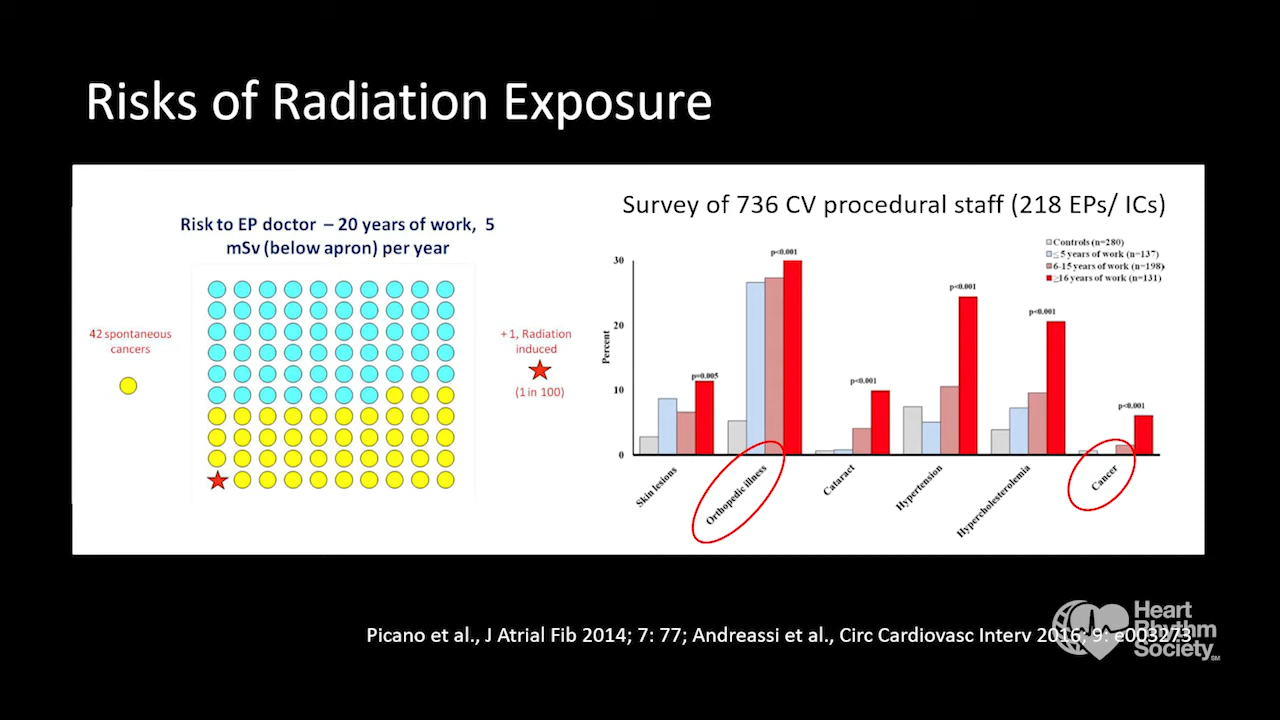 Risks of Radiation Exposure
Risk to EP doctor – 20 years of work, 5
mSv (below apron) per year
42 spontaneous
cancers
+ 1, Radiation
induced
(1 in 100)
Survey of 736 CV procedural staff (218 EPs/ ICs)
Controls (n=280)
≤5 years of work (n=137)
6-15 years of work (n=198)
≥16 years of work (n=131)
Percent
30
20
10
0
p=0.005
p<0.001
p<0.001
p<0.001
p<0.001
p<0.001
Skin lesions
Orthopedic illness
Cataract
Hypertension
Hypercholesterolemia
Cancer
Picano et al., J Atrial Fib 2014; 7: 77; Andreassi et al., Circ Cardiovasc Interv 2016; 9: e003273
Heart
Rhythm
Society
SM